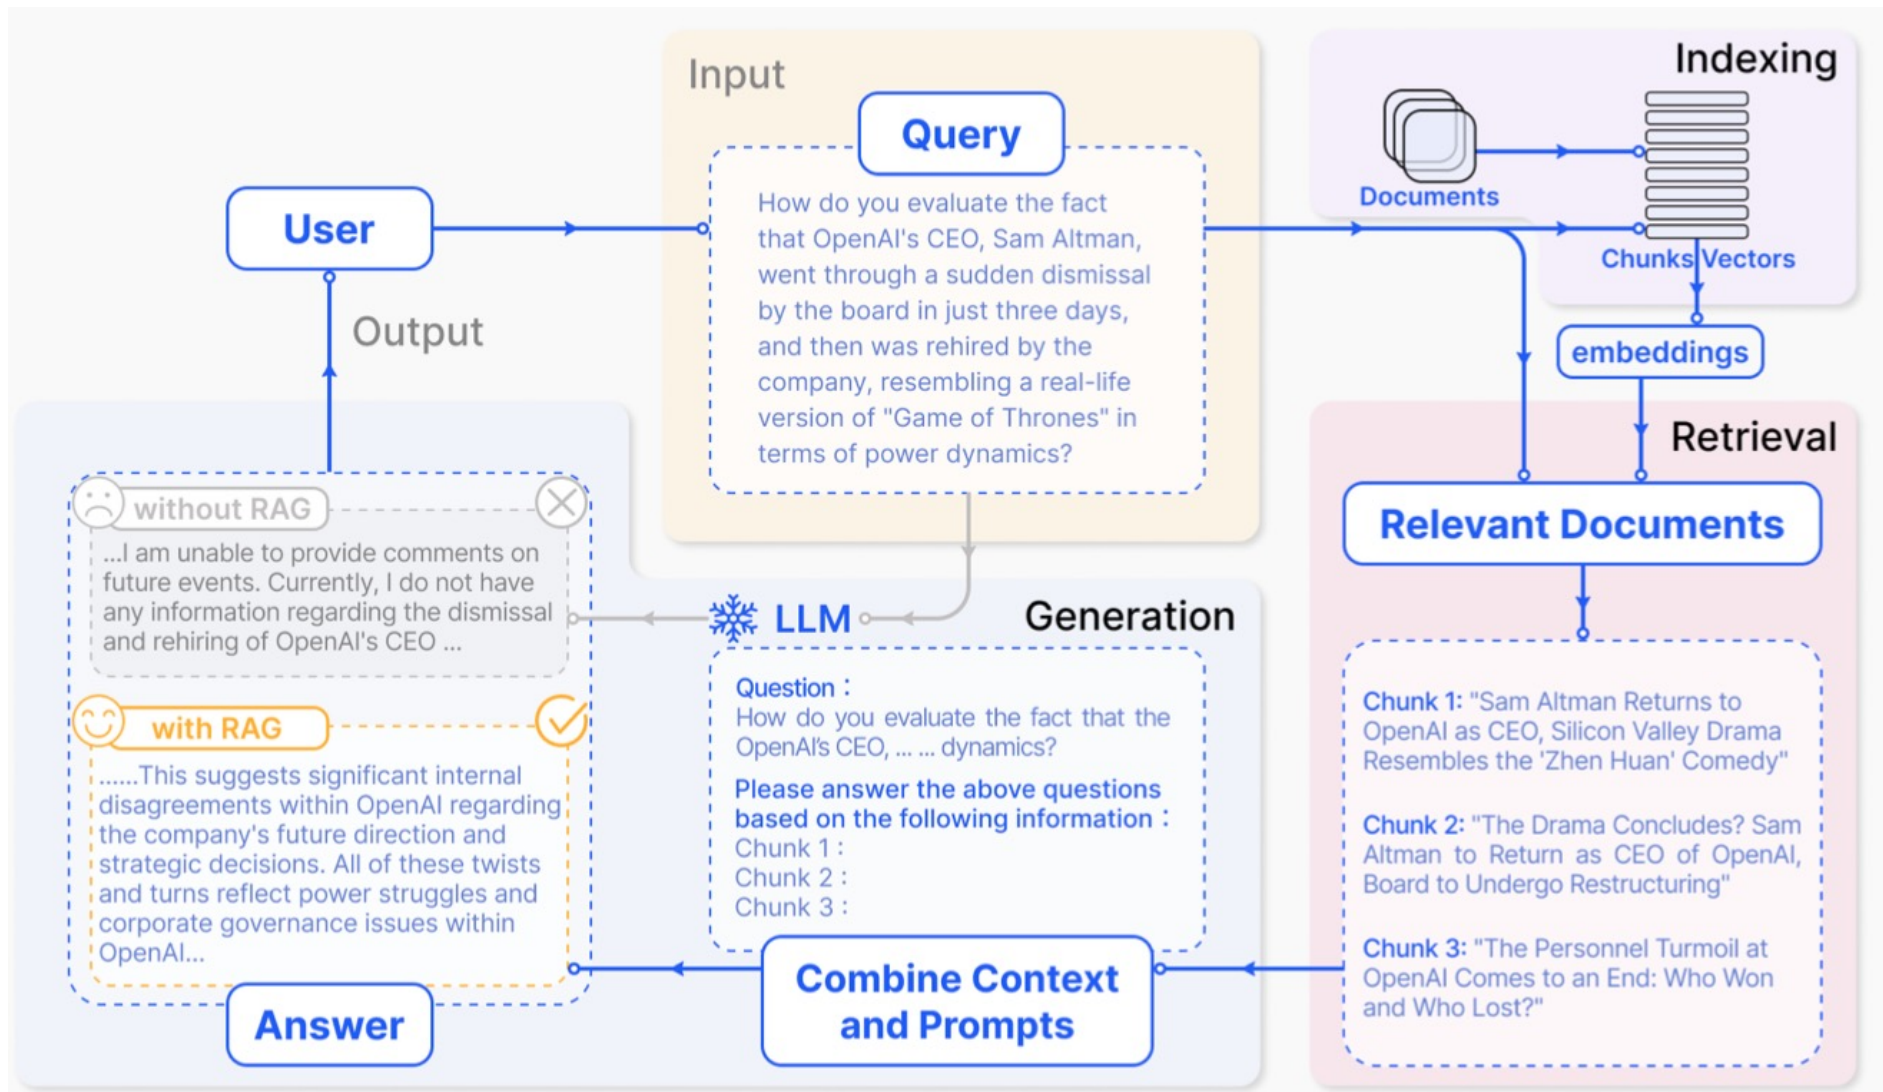 Input
Query
How do you evaluate the fact
that OpenAI's CEO, Sam Altman,
went through a sudden dismissal
by the board in just three days,
and then was rehired by the
company, resembling a real-life
version of "Game of Thrones" in
terms of power dynamics?
Indexing
Documents
Chunks Vectors
embeddings
User
Output
Retrieval
Relevant Documents
Chunk 1: "Sam Altman Returns to
OpenAI as CEO, Silicon Valley Drama
Resembles the 'Zhen Huan' Comedy"
Chunk 2: "The Drama Concludes? Sam
Altman to Return as CEO of OpenAI,
Board to Undergo Restructuring"
Chunk 3: "The Personnel Turmoil at
OpenAI Comes to an End: Who Won
and Who Lost?"
Generation
LLM
Question :
How do you evaluate the fact that the
OpenAI's CEO, ... ... dynamics?
Please answer the above questions
based on the following information :
Chunk 1 :
Chunk 2 :
Chunk 3 :
Combine Context
and Prompts
without RAG
...I am unable to provide comments on
future events. Currently, I do not have
any information regarding the dismissal
and rehiring of OpenAI's CEO ...
with RAG
......This suggests significant internal
disagreements within OpenAI regarding
the company's future direction and
strategic decisions. All of these twists
and turns reflect power struggles and
corporate governance issues within
OpenAI...
Answer